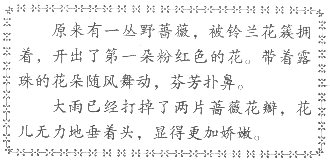 原来有一丛野蔷薇，被铃兰花簇拥
着，开出了第一朵粉红色的花。带着露
珠的花朵随风舞动，芬芳扑鼻。
大雨已经打掉了两片蔷薇花瓣，花
儿无力地垂着头，显得更加娇嫩。